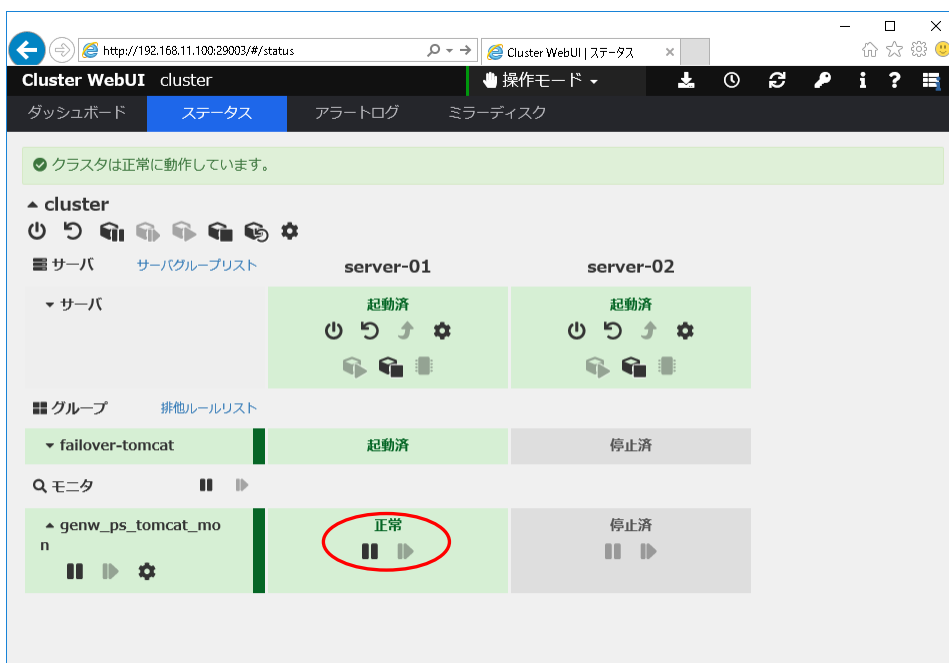 http://192.168.11.100:29003/#/status
Cluster WebUI | ステータス
Cluster WebUI cluster 操作モード
ダッシュボード ステータス アラートログ ミラーディスク
クラスタは正常に動作しています。
cluster
サーバ サーバグループリスト server-01 server-02
サーバ 起動済 起動済
グループ 排他ルールリスト
failover-tomcat 起動済 停止済
モニタ
genw_ps_tomcat_mo 正常 停止済
n